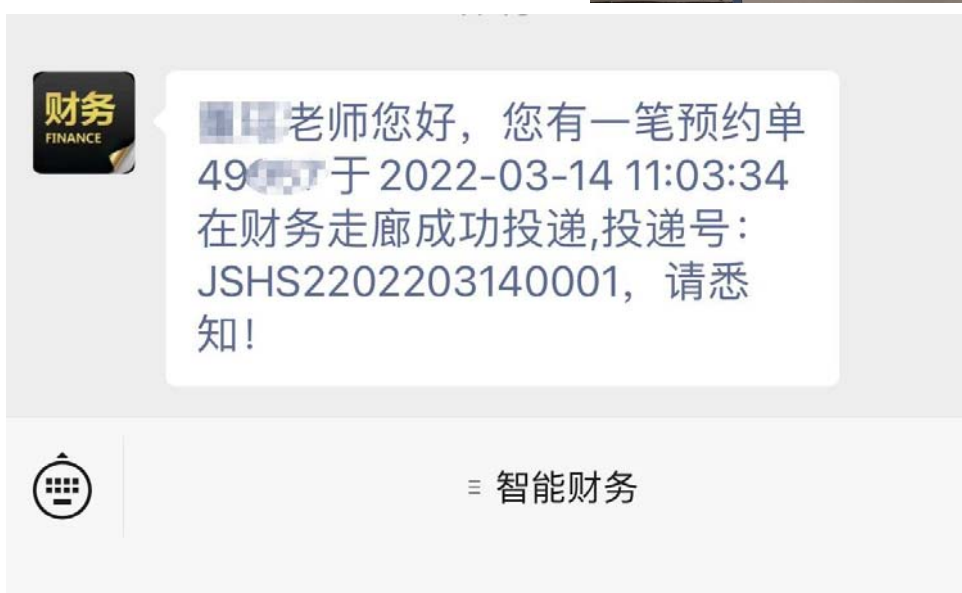 财务
FINANCE
老师您好，您有一笔预约单
49 于 2022-03-14 11:03:34
在财务走廊成功投递,投递号：
JSHS2202203140001，请悉
知！
智能财务